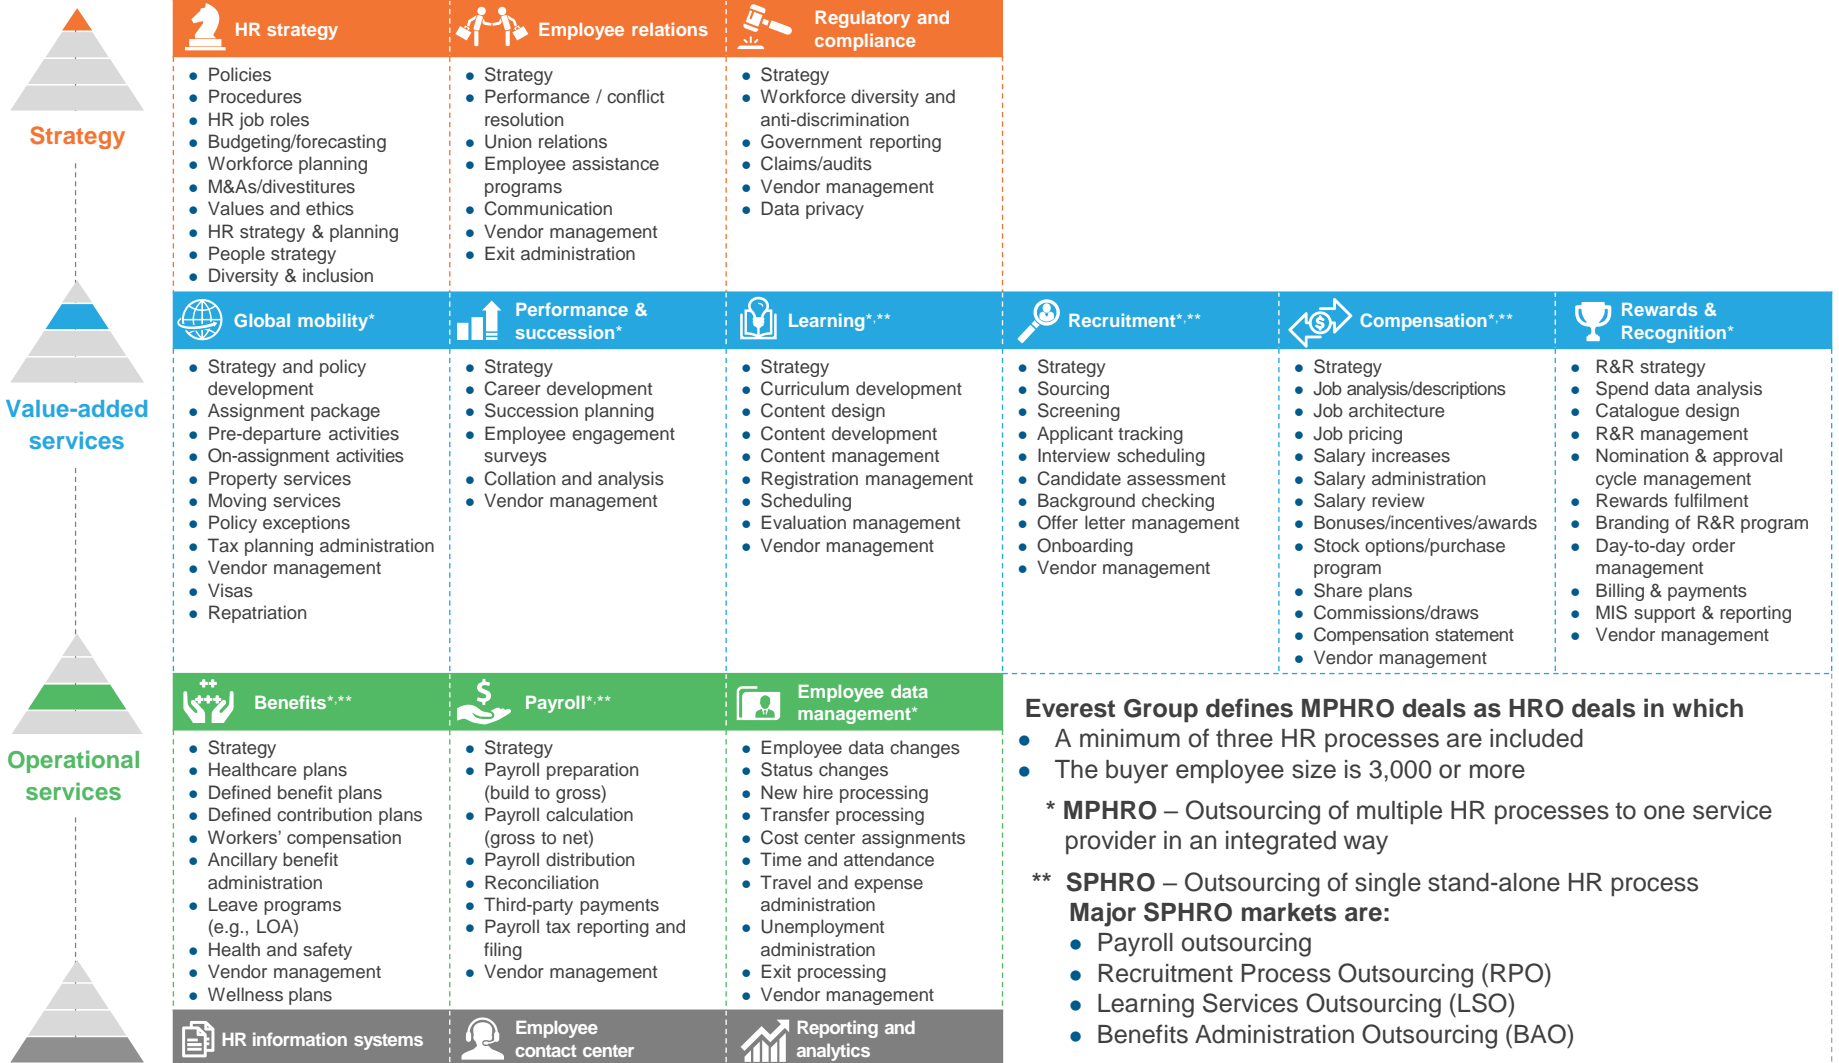 Strategy
HR strategy
Policies
Procedures
HR job roles
Budgeting/forecasting
Workforce planning
M&As/divestitures
Values and ethics
HR strategy & planning
People strategy
Diversity & inclusion
Employee relations
Strategy
Performance / conflict
resolution
Union relations
Employee assistance
programs
Communication
Vendor management
Exit administration
Regulatory and
compliance
Strategy
Workforce diversity and
anti-discrimination
Government reporting
Claims/audits
Vendor management
Data privacy
Value-added
services
Global mobility*
Strategy and policy
development
Assignment package
Pre-departure activities
On-assignment activities
Property services
Moving services
Policy exceptions
Tax planning administration
Vendor management
Visas
Repatriation
Performance &
succession*
Strategy
Career development
Succession planning
Employee engagement
surveys
Collation and analysis
Vendor management
Learning*,**
Strategy
Curriculum development
Content design
Content development
Content management
Registration management
Scheduling
Evaluation management
Vendor management
Recruitment*,**
Strategy
Sourcing
Screening
Applicant tracking
Interview scheduling
Candidate assessment
Background checking
Offer letter management
Onboarding
Vendor management
Compensation*,**
Strategy
Job analysis/descriptions
Job architecture
Job pricing
Salary increases
Salary administration
Salary review
Bonuses/incentives/awards
Stock options/purchase
program
Share plans
Commissions/draws
Compensation statement
Vendor management
Rewards &
Recognition*
R&R strategy
Spend data analysis
Catalogue design
R&R management
Nomination & approval
cycle management
Rewards fulfilment
Branding of R&R program
Day-to-day order
management
Billing & payments
MIS support & reporting
Vendor management
Operational
services
Benefits*,**
Strategy
Healthcare plans
Defined benefit plans
Defined contribution plans
Workers' compensation
Ancillary benefit
administration
Leave programs
(e.g., LOA)
Health and safety
Vendor management
Wellness plans
Payroll*,**
Strategy
Payroll preparation
(build to gross)
Payroll calculation
(gross to net)
Payroll distribution
Reconciliation
Third-party payments
Payroll tax reporting and
filing
Vendor management
Employee data
management*
Employee data changes
Status changes
New hire processing
Transfer processing
Cost center assignments
Time and attendance
Travel and expense
administration
Unemployment
administration
Exit processing
Vendor management
Everest Group defines MPHRO deals as HRO deals in which
A minimum of three HR processes are included
The buyer employee size is 3,000 or more
* MPHRO – Outsourcing of multiple HR processes to one service
provider in an integrated way
** SPHRO – Outsourcing of single stand-alone HR process
Major SPHRO markets are:
Payroll outsourcing
Recruitment Process Outsourcing (RPO)
Learning Services Outsourcing (LSO)
Benefits Administration Outsourcing (BAO)
HR information systems
Employee
contact center
Reporting and
analytics